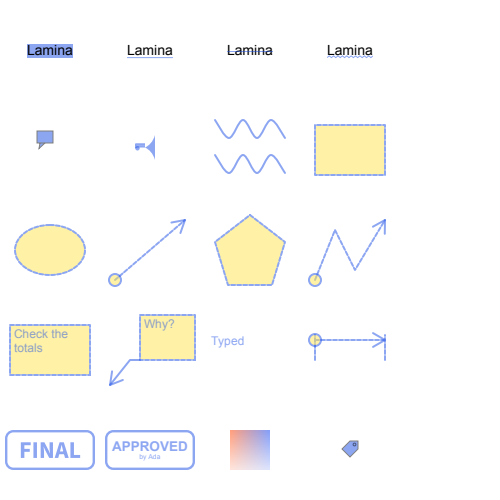 Lamina
Lamina
Lamina
Lamina
Check the
totals
Why?
Typed
FINAL
APPROVED
by Ada